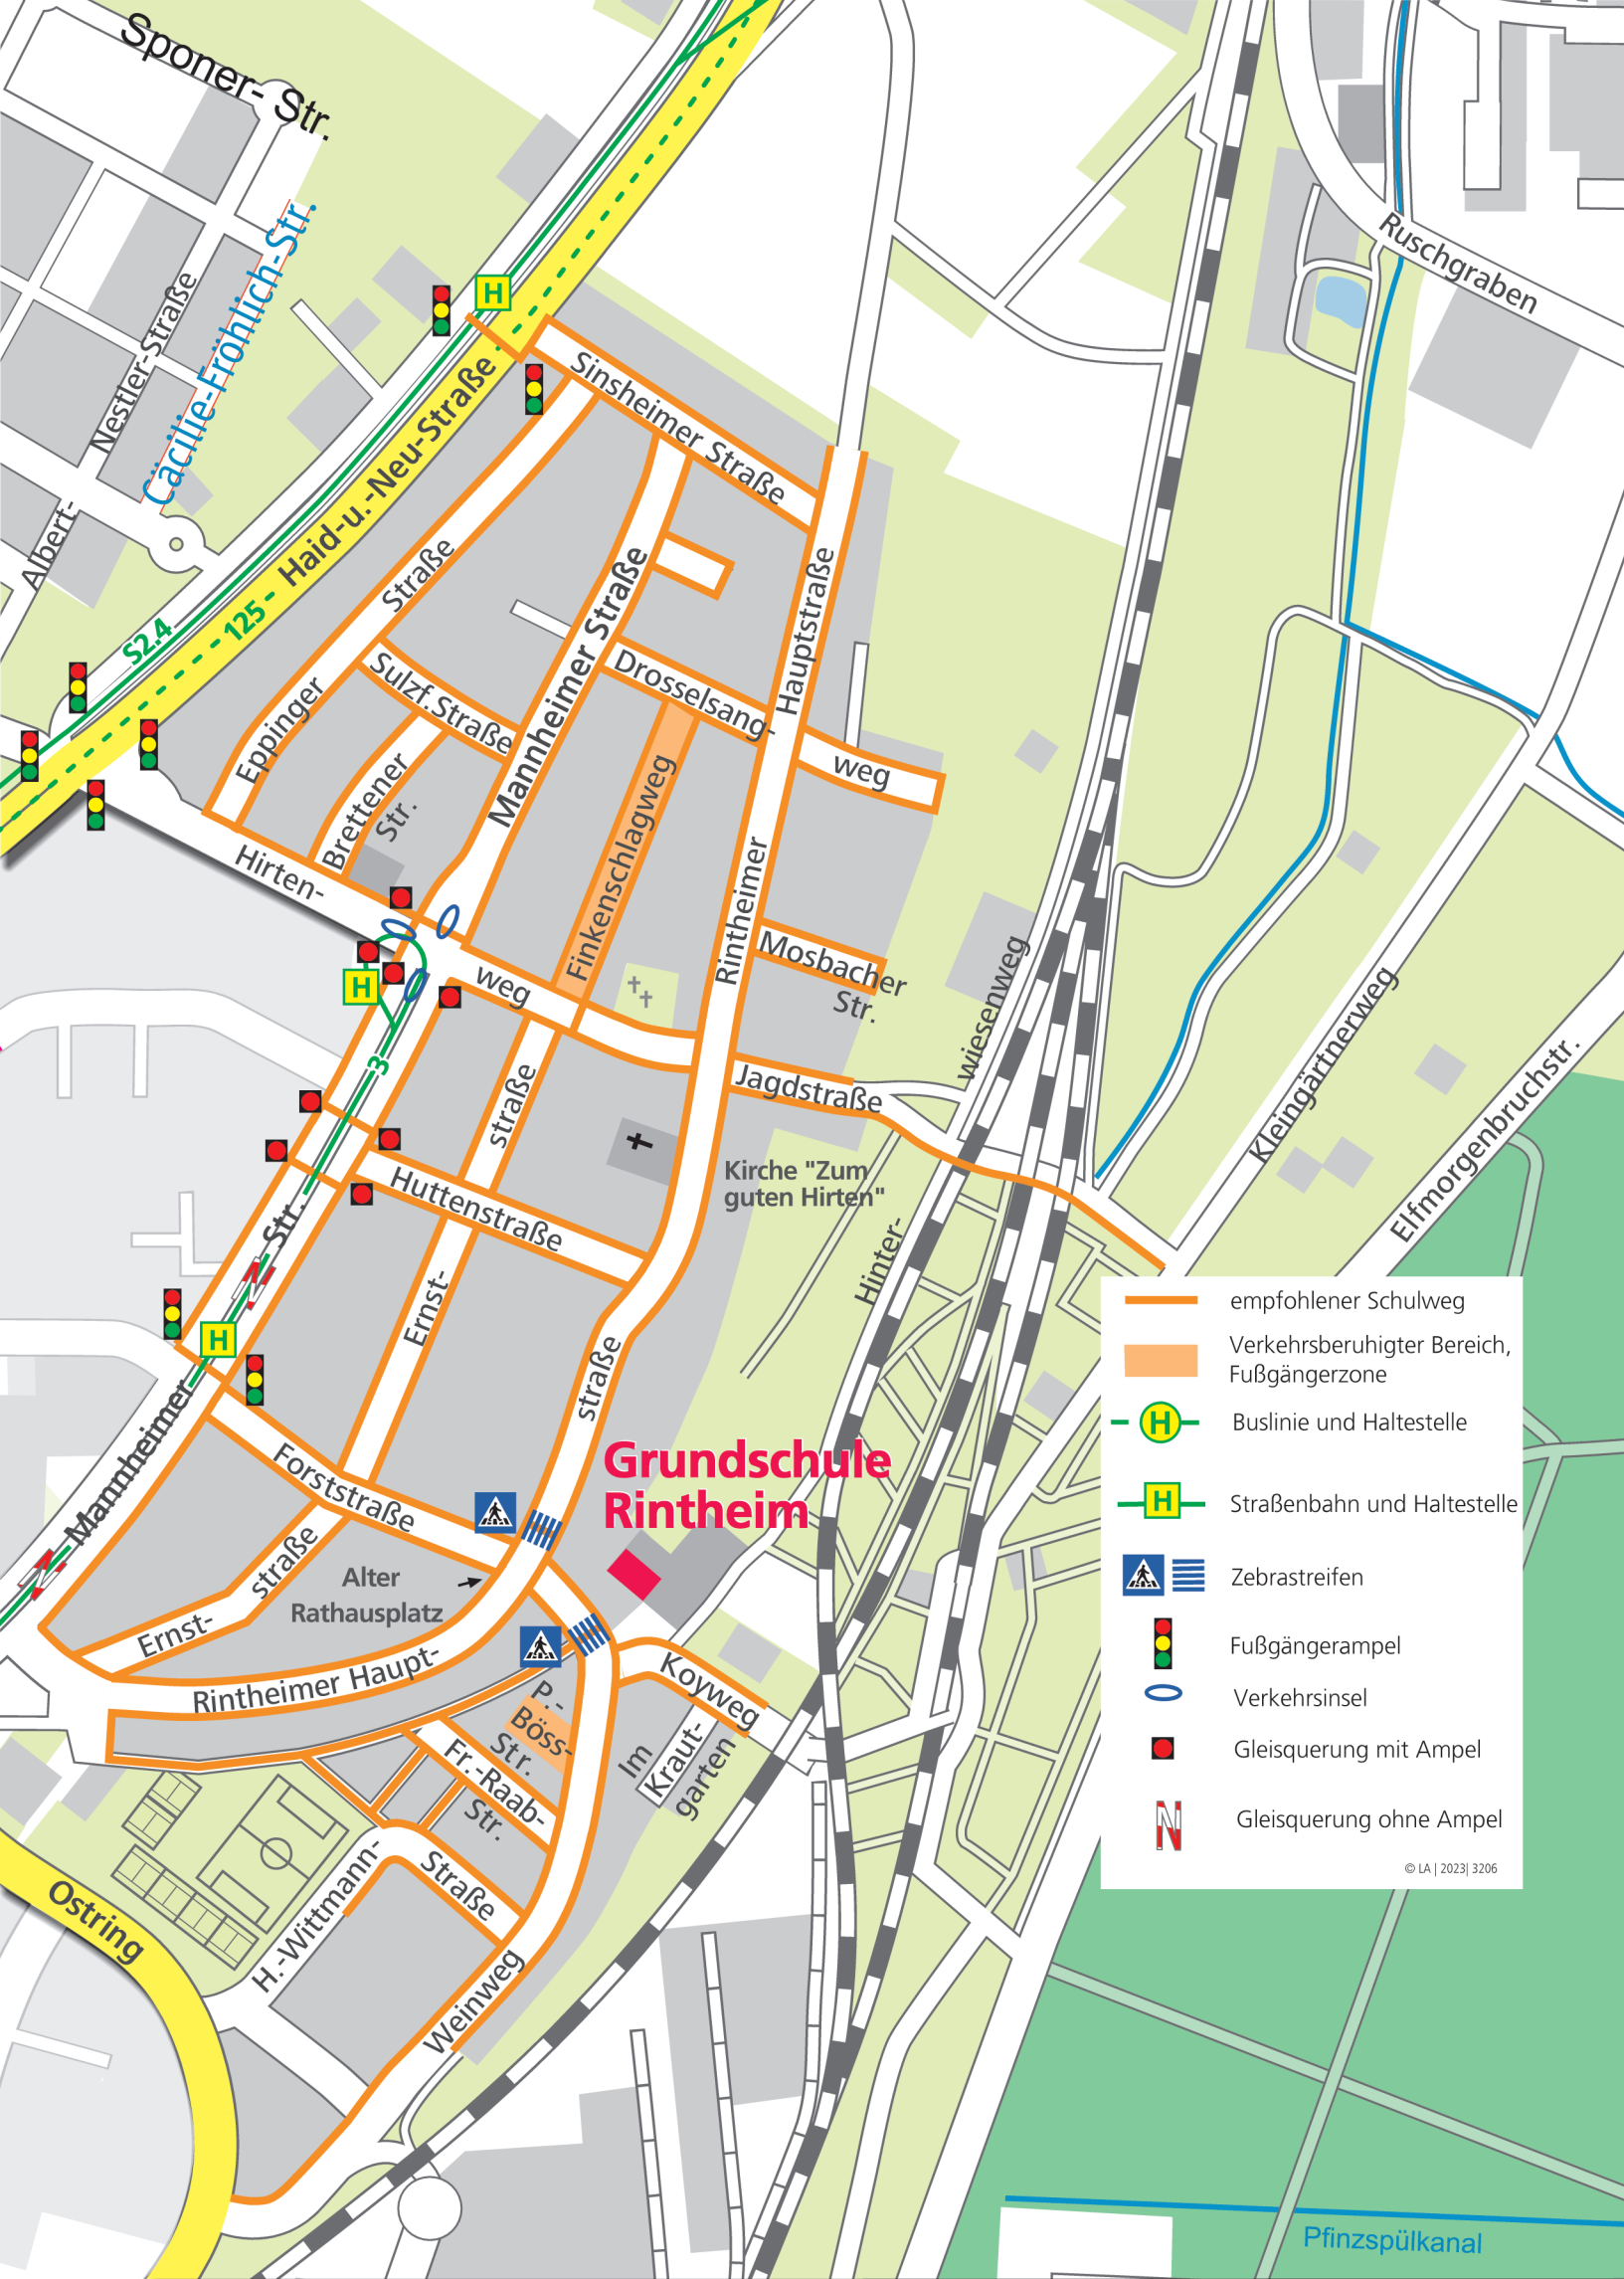 Sponer- Str.
Ruschgraben
Nestler-Straße
Cäcilie-Fröhlich-Str.
Albert-
H
Sinsheimer Straße
Haid-u.-Neu-Straße
125
S2.4
Eppinger
Straße
Sulzf.Straße
Brettener
Str.
Mannheimer Straße
Drosselsang-
weg
Hauptstraße
Rintheimer
Finkenschlagweg
Hirten-
weg
Mosbacher
Str.
Jagdstraße
wiesenweg
Hinter-
Kleingärtnerweg
Elfmorgenbruchstr.
H
3
straße
Ernst-
Kirche "Zum
guten Hirten"
Huttenstraße
Str.
N
H
Mannheimer
N
Forststraße
straße
Grundschule
Rintheim
Alter
Rathausplatz
straße
Ernst-
Rintheimer Haupt-
P.-
Böss-
Str.
Koyweg
Im
Kraut-
garten
Fr.-Raab-
Str.
H.-Wittmann-
Straße
Weinweg
Ostring
empfohlener Schulweg
Verkehrsberuhigter Bereich,
Fußgängerzone
H
Buslinie und Haltestelle
H
Straßenbahn und Haltestelle
Zebrastreifen
Fußgängerampel
Verkehrsinsel
Gleisquerung mit Ampel
N
Gleisquerung ohne Ampel
© LA | 2023| 3206
Pfinzspülkanal